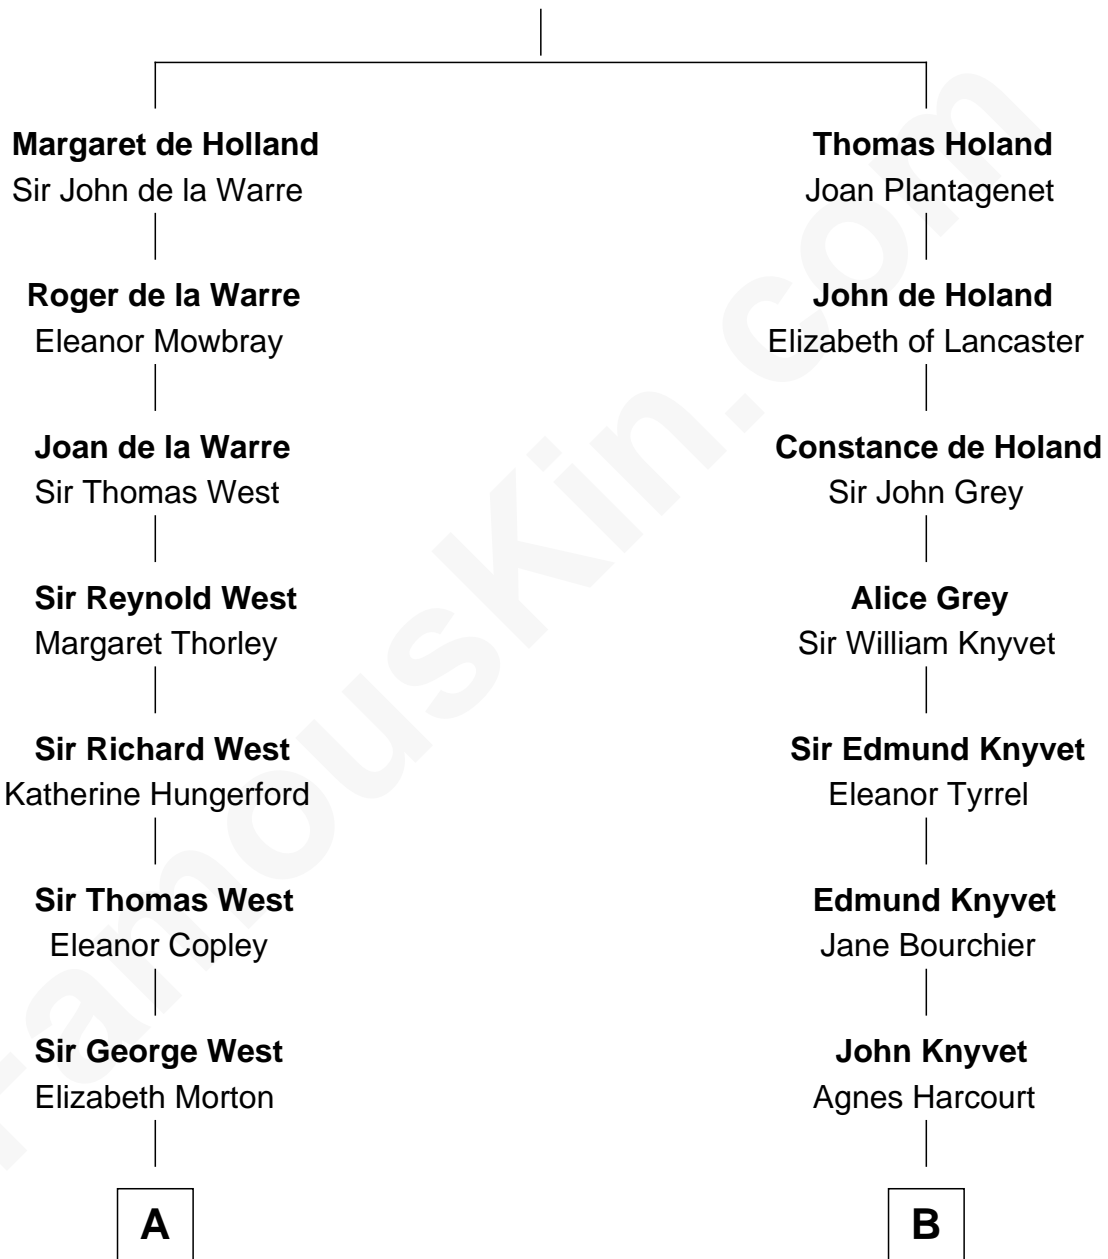 Margaret de Holland
Sir John de la Warre
Roger de la Warre
Eleanor Mowbray
Joan de la Warre
Sir Thomas West
Sir Reynold West
Margaret Thorley
Sir Richard West
Katherine Hungerford
Sir Thomas West
Eleanor Copley
Sir George West
Elizabeth Morton
A
Thomas Holand
Joan Plantagenet
John de Holand
Elizabeth of Lancaster
Constance de Holand
Sir John Grey
Alice Grey
Sir William Knyvet
Sir Edmund Knyvet
Eleanor Tyrrel
Edmund Knyvet
Jane Bourchier
John Knyvet
Agnes Harcourt
B
FamousKin.com